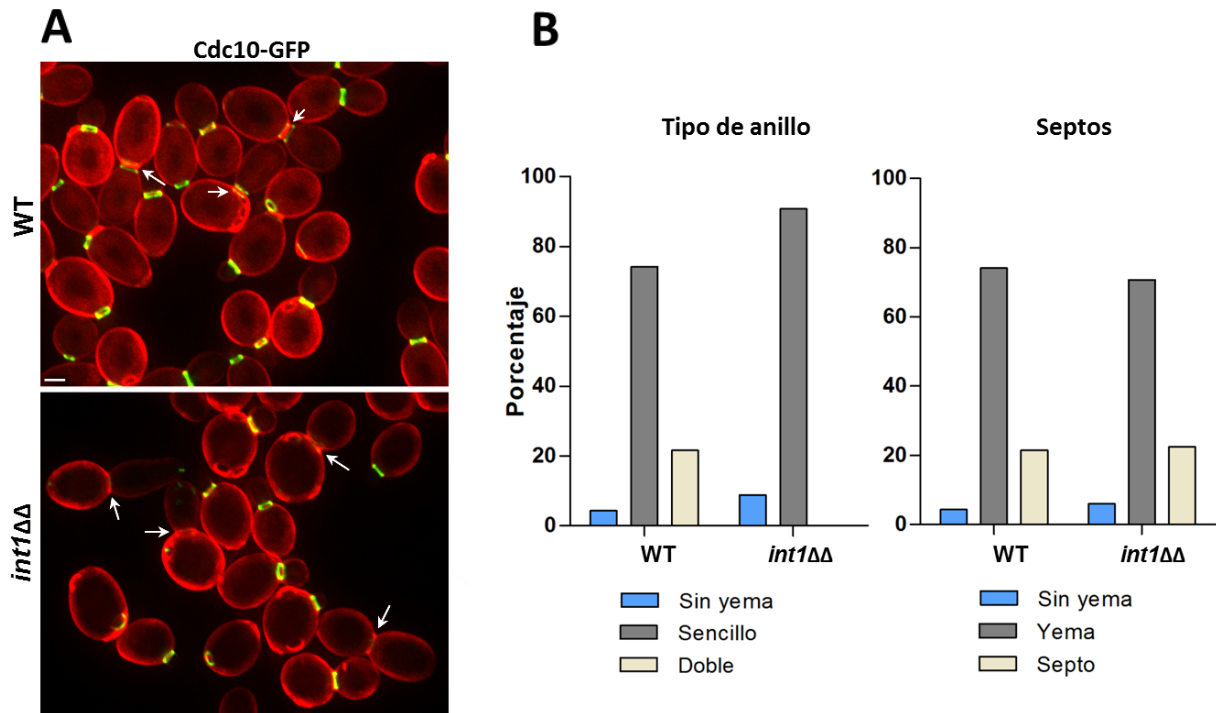 A
Cdc10-GFP
WT
int1ΔΔ
B
Tipo de anillo
Porcentaje
100
80
60
40
20
0
WT
int1ΔΔ
Sin yema
Sencillo
Doble
Septos
100
80
60
40
20
0
WT
int1ΔΔ
Sin yema
Yema
Septo